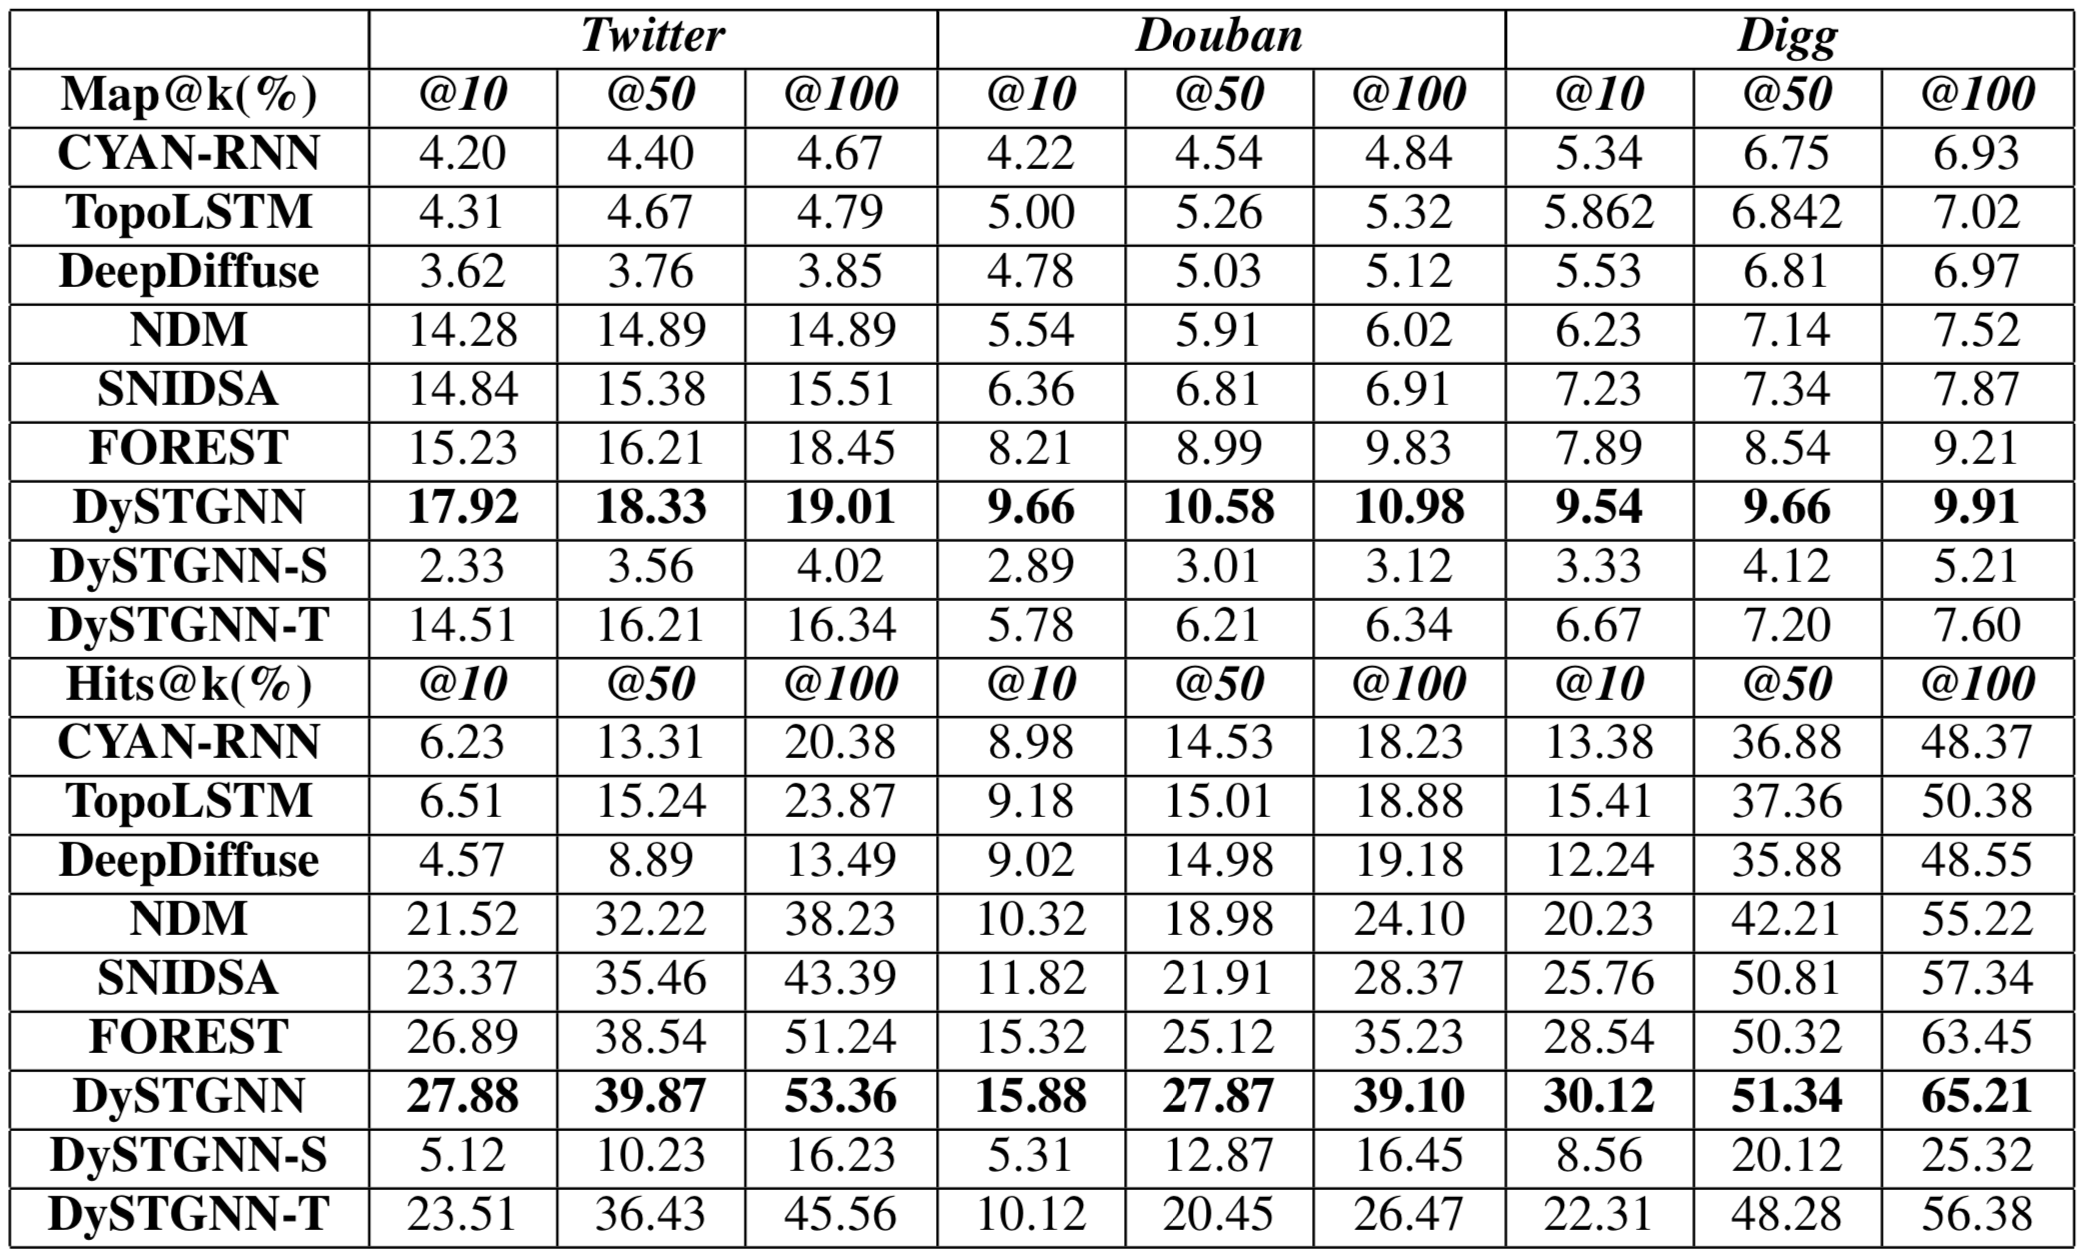 Twitter Douban Digg
Map@k(%) @10 @50 @100 @10 @50 @100 @10 @50 @100
CYAN-RNN 4.20 4.40 4.67 4.22 4.54 4.84 5.34 6.75 6.93
TopoLSTM 4.31 4.67 4.79 5.00 5.26 5.32 5.862 6.842 7.02
DeepDiffuse 3.62 3.76 3.85 4.78 5.03 5.12 5.53 6.81 6.97
NDM 14.28 14.89 14.89 5.54 5.91 6.02 6.23 7.14 7.52
SNIDSA 14.84 15.38 15.51 6.36 6.81 6.91 7.23 7.34 7.87
FOREST 15.23 16.21 18.45 8.21 8.99 9.83 7.89 8.54 9.21
DySTGNN 17.92 18.33 19.01 9.66 10.58 10.98 9.54 9.66 9.91
DySTGNN-S 2.33 3.56 4.02 2.89 3.01 3.12 3.33 4.12 5.21
DySTGNN-T 14.51 16.21 16.34 5.78 6.21 6.34 6.67 7.20 7.60
Hits@k(%) @10 @50 @100 @10 @50 @100 @10 @50 @100
CYAN-RNN 6.23 13.31 20.38 8.98 14.53 18.23 13.38 36.88 48.37
TopoLSTM 6.51 15.24 23.87 9.18 15.01 18.88 15.41 37.36 50.38
DeepDiffuse 4.57 8.89 13.49 9.02 14.98 19.18 12.24 35.88 48.55
NDM 21.52 32.22 38.23 10.32 18.98 24.10 20.23 42.21 55.22
SNIDSA 23.37 35.46 43.39 11.82 21.91 28.37 25.76 50.81 57.34
FOREST 26.89 38.54 51.24 15.32 25.12 35.23 28.54 50.32 63.45
DySTGNN 27.88 39.87 53.36 15.88 27.87 39.10 30.12 51.34 65.21
DySTGNN-S 5.12 10.23 16.23 5.31 12.87 16.45 8.56 20.12 25.32
DySTGNN-T 23.51 36.43 45.56 10.12 20.45 26.47 22.31 48.28 56.38